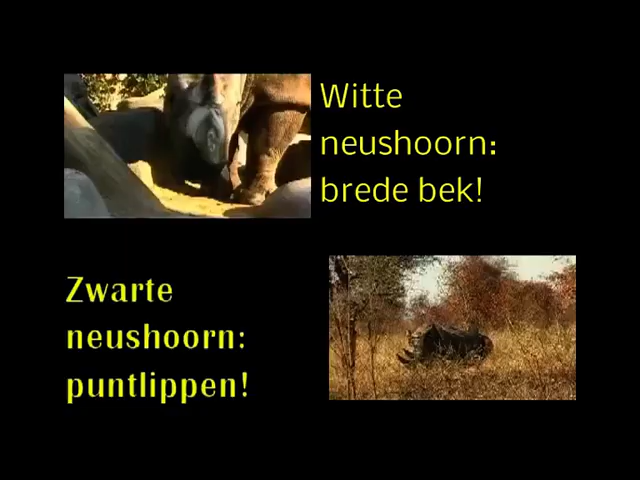 Witte
neushoorn:
brede bek!
Zwarte
neushoorn:
puntlippen!